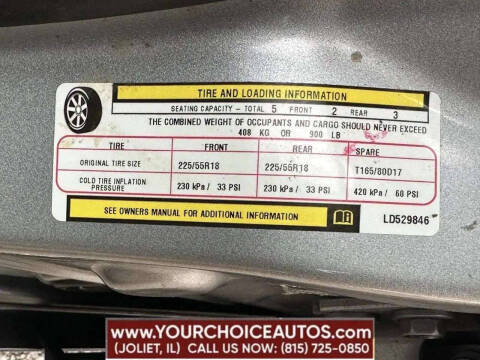 TIRE AND LOADING INFORMATION
SEATING CAPACITY – TOTAL 5 FRONT 2 REAR 3
THE COMBINED WEIGHT OF OCCUPANTS AND CARGO SHOULD NEVER EXCEED
408 KG OR 900 LB
TIRE FRONT REAR SPARE
ORIGINAL TIRE SIZE 225/55R18 225/55R18 T165/80D17
COLD TIRE INFLATION PRESSURE 230 kPa / 33 PSI 230 kPa / 33 PSI 420 kPa / 60 PSI
SEE OWNERS MANUAL FOR ADDITIONAL INFORMATION LD529846
WWW.YOURCHOICEAUTOS.COM
(JOLIET, IL) CALL US NOW: (815) 725-0850